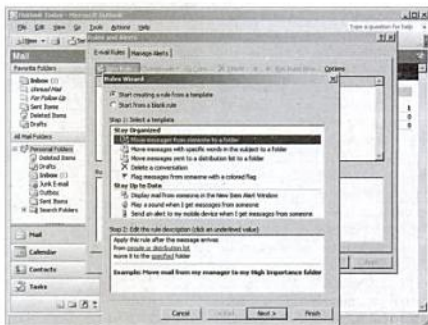 Outlook Today - Microsoft Outlook
File Edit View Go Tools Actions Help
Type a question for help
New
Mail
Favorite Folders
Inbox
Unread Mail
For Follow Up
Sent Items
Deleted Items
Drafts
All Mail Folders
Personal Folders
Deleted Items
Drafts
Inbox
Junk E-mail
Outbox
Sent Items
Search Folders
Mail
Calendar
Contacts
Tasks
Rules and Alerts
E-mail Rules Manage Alerts
Options
Rules Wizard
Start creating a rule from a template
Start from a blank rule
Step 1: Select a template
Stay Organized
Move messages from someone to a folder
Move messages with specific words in the subject to a folder
Move messages sent to a distribution list to a folder
Delete a conversation
Flag messages from someone with a colored flag
Stay Up to Date
Display mail from someone in the New Item Alert Window
Play a sound when I get messages from someone
Send an alert to my mobile device when I get messages from someone
Step 2: Edit the rule description (click an underlined value)
Apply this rule after the message arrives
from people or distribution list
move it to the specified folder
Example: Move mail from my manager to my High Importance folder
Cancel < Back Next > Finish